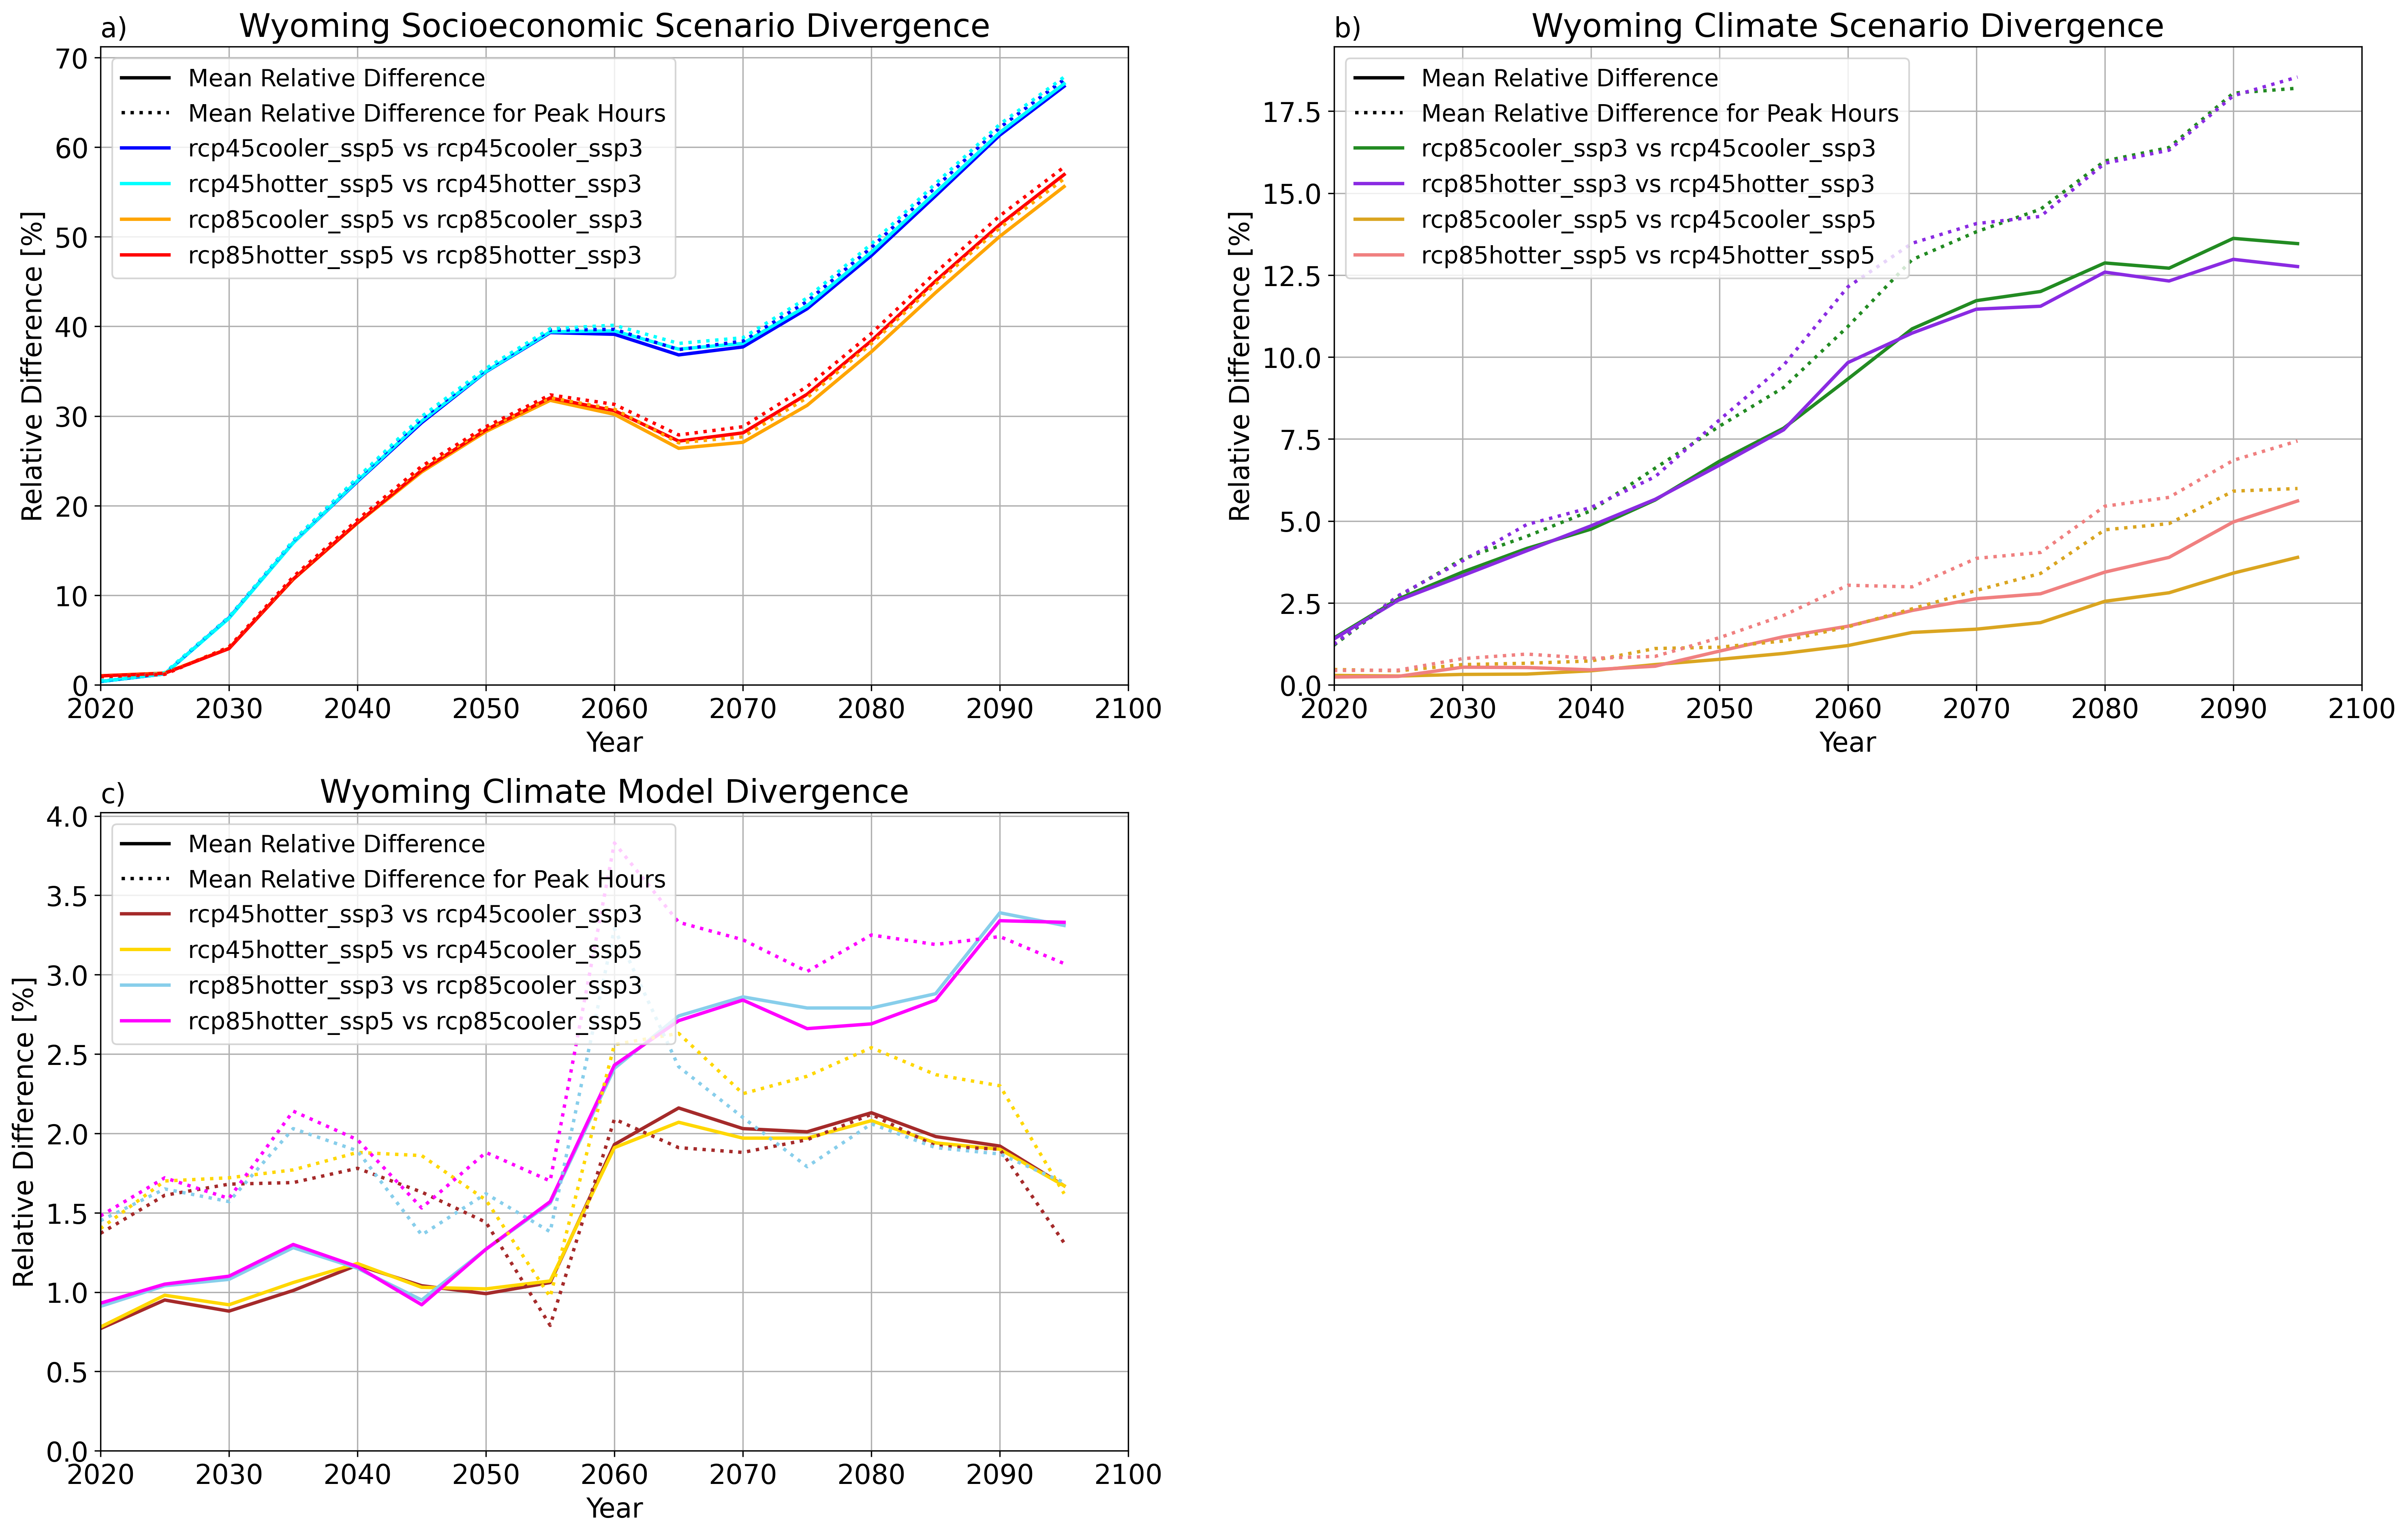 a)
Wyoming Socioeconomic Scenario Divergence
70
60
50
40
30
20
10
0
Relative Difference [%]
Mean Relative Difference
Mean Relative Difference for Peak Hours
rcp45cooler_ssp5 vs rcp45cooler_ssp3
rcp45hotter_ssp5 vs rcp45hotter_ssp3
rcp85cooler_ssp5 vs rcp85cooler_ssp3
rcp85hotter_ssp5 vs rcp85hotter_ssp3
2020 2030 2040 2050 2060 2070 2080 2090 2100
Year
b)
Wyoming Climate Scenario Divergence
17.5
15.0
12.5
10.0
7.5
5.0
2.5
0.0
Relative Difference [%]
Mean Relative Difference
Mean Relative Difference for Peak Hours
rcp85cooler_ssp3 vs rcp45cooler_ssp3
rcp85hotter_ssp3 vs rcp45hotter_ssp3
rcp85cooler_ssp5 vs rcp45cooler_ssp5
rcp85hotter_ssp5 vs rcp45hotter_ssp5
2020 2030 2040 2050 2060 2070 2080 2090 2100
Year
c)
Wyoming Climate Model Divergence
4.0
3.5
3.0
2.5
2.0
1.5
1.0
0.5
0.0
Relative Difference [%]
Mean Relative Difference
Mean Relative Difference for Peak Hours
rcp45hotter_ssp3 vs rcp45cooler_ssp3
rcp45hotter_ssp5 vs rcp45cooler_ssp5
rcp85hotter_ssp3 vs rcp85cooler_ssp3
rcp85hotter_ssp5 vs rcp85cooler_ssp5
2020 2030 2040 2050 2060 2070 2080 2090 2100
Year